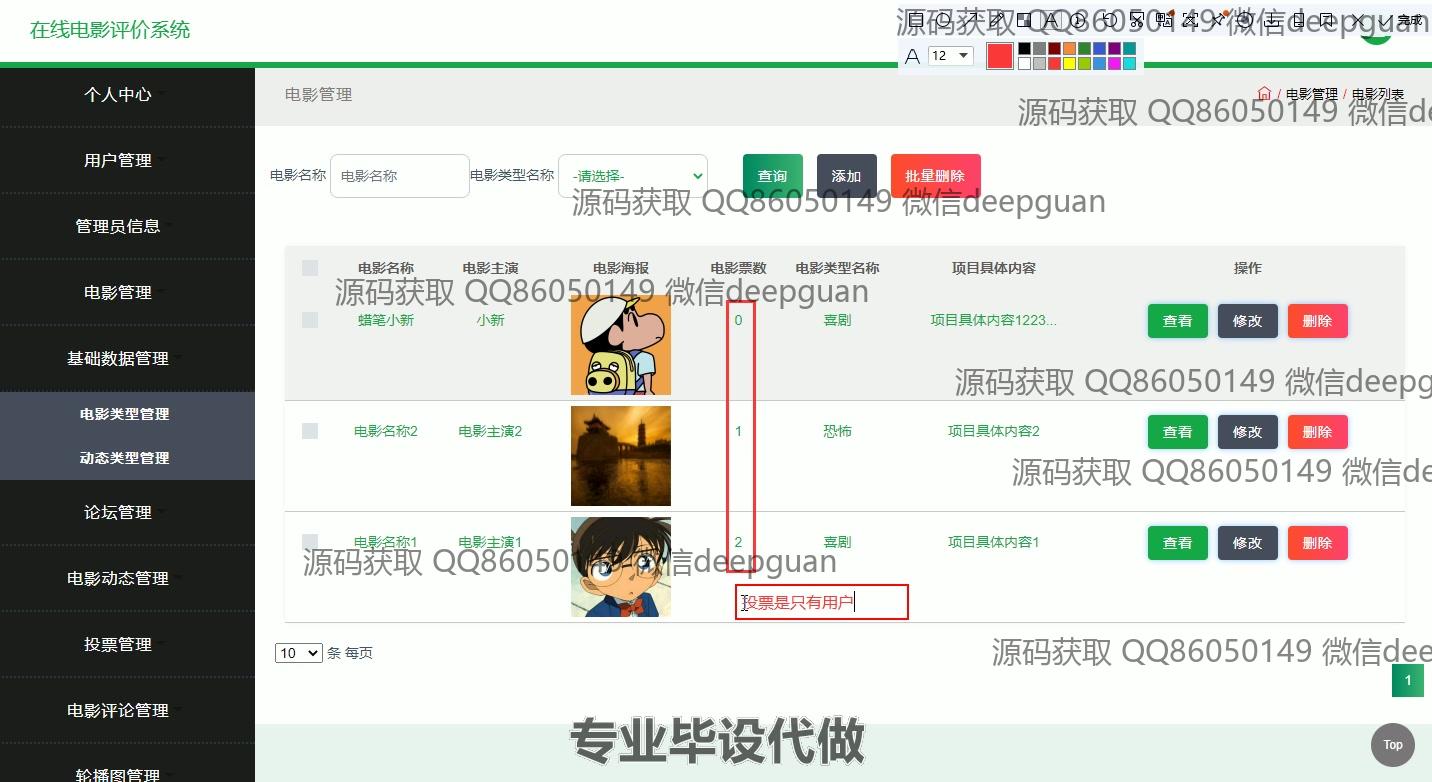 在线电影评价系统
源码获取 QQ86050149 微信deepguan
完成
A 12
个人中心
用户管理
管理员信息
电影管理
基础数据管理
电影类型管理
动态类型管理
论坛管理
电影动态管理
投票管理
电影评论管理
轮播图管理
电影管理
/ 电影管理 / 电影列表
源码获取 QQ86050149 微信de
电影名称 电影名称 电影类型名称 -请选择- 查询 添加 批量删除
源码获取 QQ86050149 微信deepguan
电影名称 电影主演 电影海报 电影票数 电影类型名称 项目具体内容 操作
源码获取 QQ86050149 微信deepguan
蜡笔小新 小新 0 喜剧 项目具体内容1223... 查看 修改 删除
源码获取 QQ86050149 微信deepg
电影名称2 电影主演2 1 恐怖 项目具体内容2 查看 修改 删除
源码获取 QQ86050149 微信de
电影名称1 电影主演1 2 喜剧 项目具体内容1 查看 修改 删除
源码获取 QQ86050149 微信deepguan
投票是只有用户
10 条 每页
源码获取 QQ86050149 微信dee
1
专业毕设代做
Top